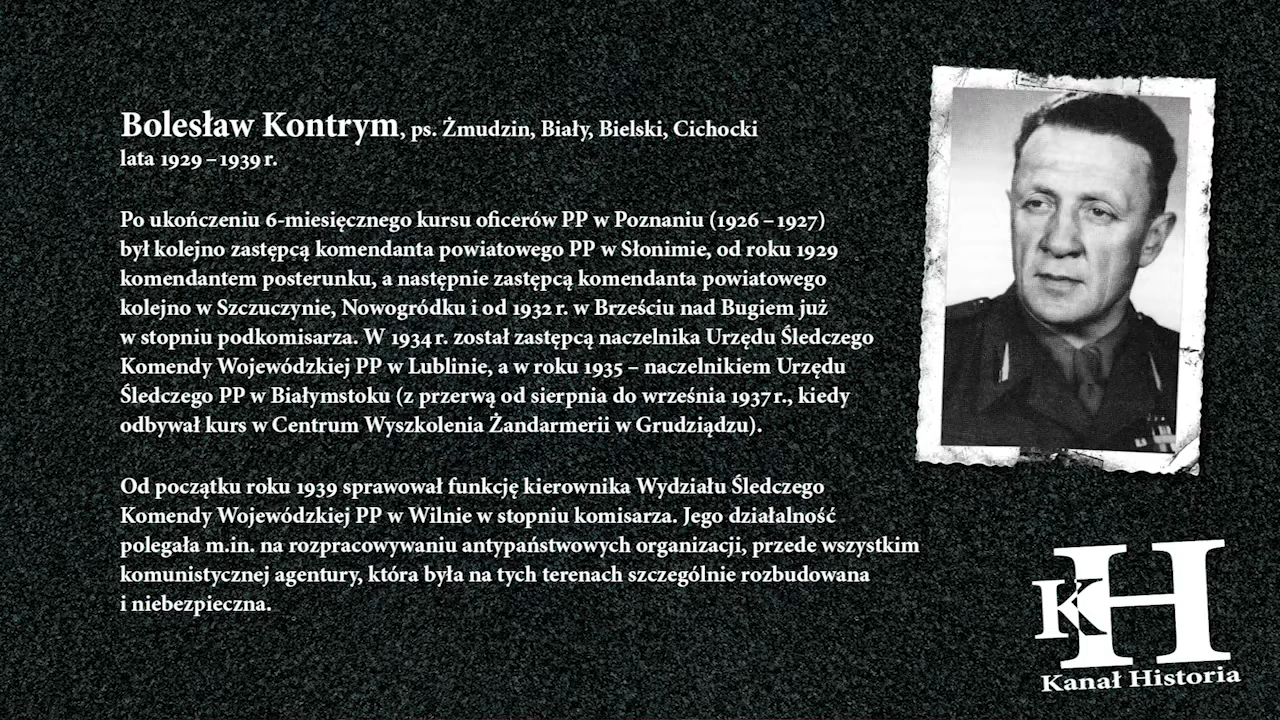 Bolesław Kontrym, ps. Żmudzin, Biały, Bielski, Cichocki
lata 1929 – 1939 r.
Po ukończeniu 6-miesięcznego kursu oficerów PP w Poznaniu (1926 – 1927)
był kolejno zastępcą komendanta powiatowego PP w Słonimie, od roku 1929
komendantem posterunku, a następnie zastępcą komendanta powiatowego
kolejno w Szczuczynie, Nowogródku i od 1932 r. w Brześciu nad Bugiem już
w stopniu podkomisarza. W 1934 r. został zastępcą naczelnika Urzędu Śledczego
Komendy Wojewódzkiej PP w Lublinie, a w roku 1935 – naczelnikiem Urzędu
Śledczego PP w Białymstoku (z przerwą od sierpnia do września 1937 r., kiedy
odbywał kurs w Centrum Wyszkolenia Żandarmerii w Grudziądzu).
Od początku roku 1939 sprawował funkcję kierownika Wydziału Śledczego
Komendy Wojewódzkiej PP w Wilnie w stopniu komisarza. Jego działalność
polegała m.in. na rozpracowywaniu antypaństwowych organizacji, przede wszystkim
komunistycznej agentury, która była na tych terenach szczególnie rozbudowana
i niebezpieczna.
KH
Kanał Historia